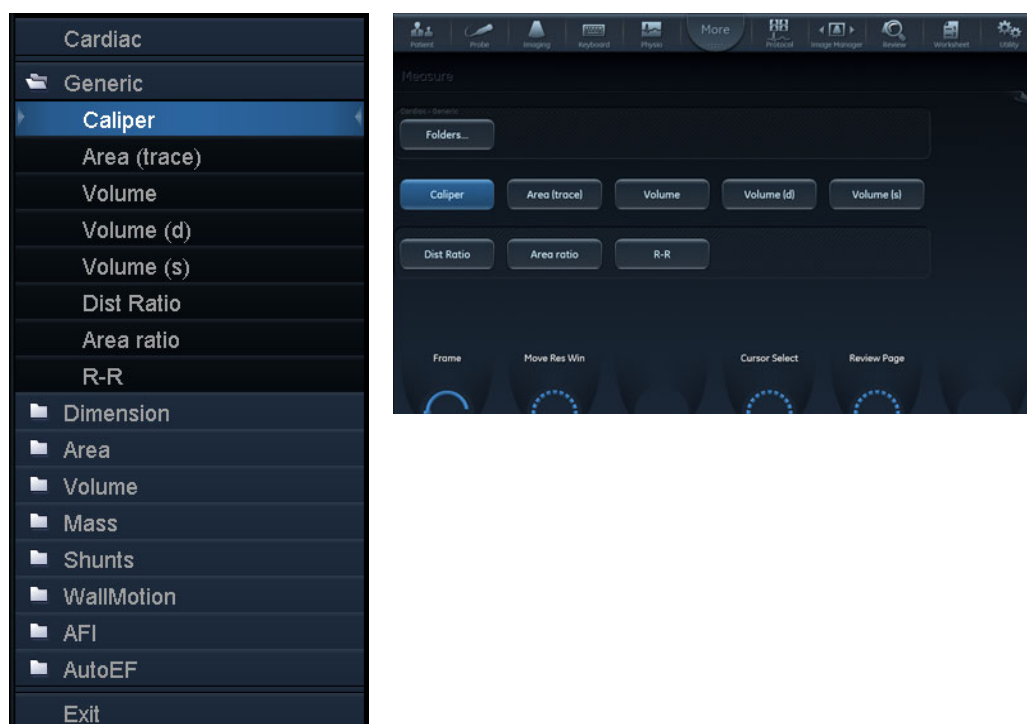 Cardiac
Generic
Caliper
Area (trace)
Volume
Volume (d)
Volume (s)
Dist Ratio
Area ratio
R-R
Dimension
Area
Volume
Mass
Shunts
WallMotion
AFI
AutoEF
Exit
Patient Probe Imaging Keyboard Physio More Protocol Image Manager Review Worksheet Utility
Measure
Cardiac - Generic
Folders...
Caliper Area (trace) Volume Volume (d) Volume (s)
Dist Ratio Area ratio R-R
Frame Move Res Win Cursor Select Review Page